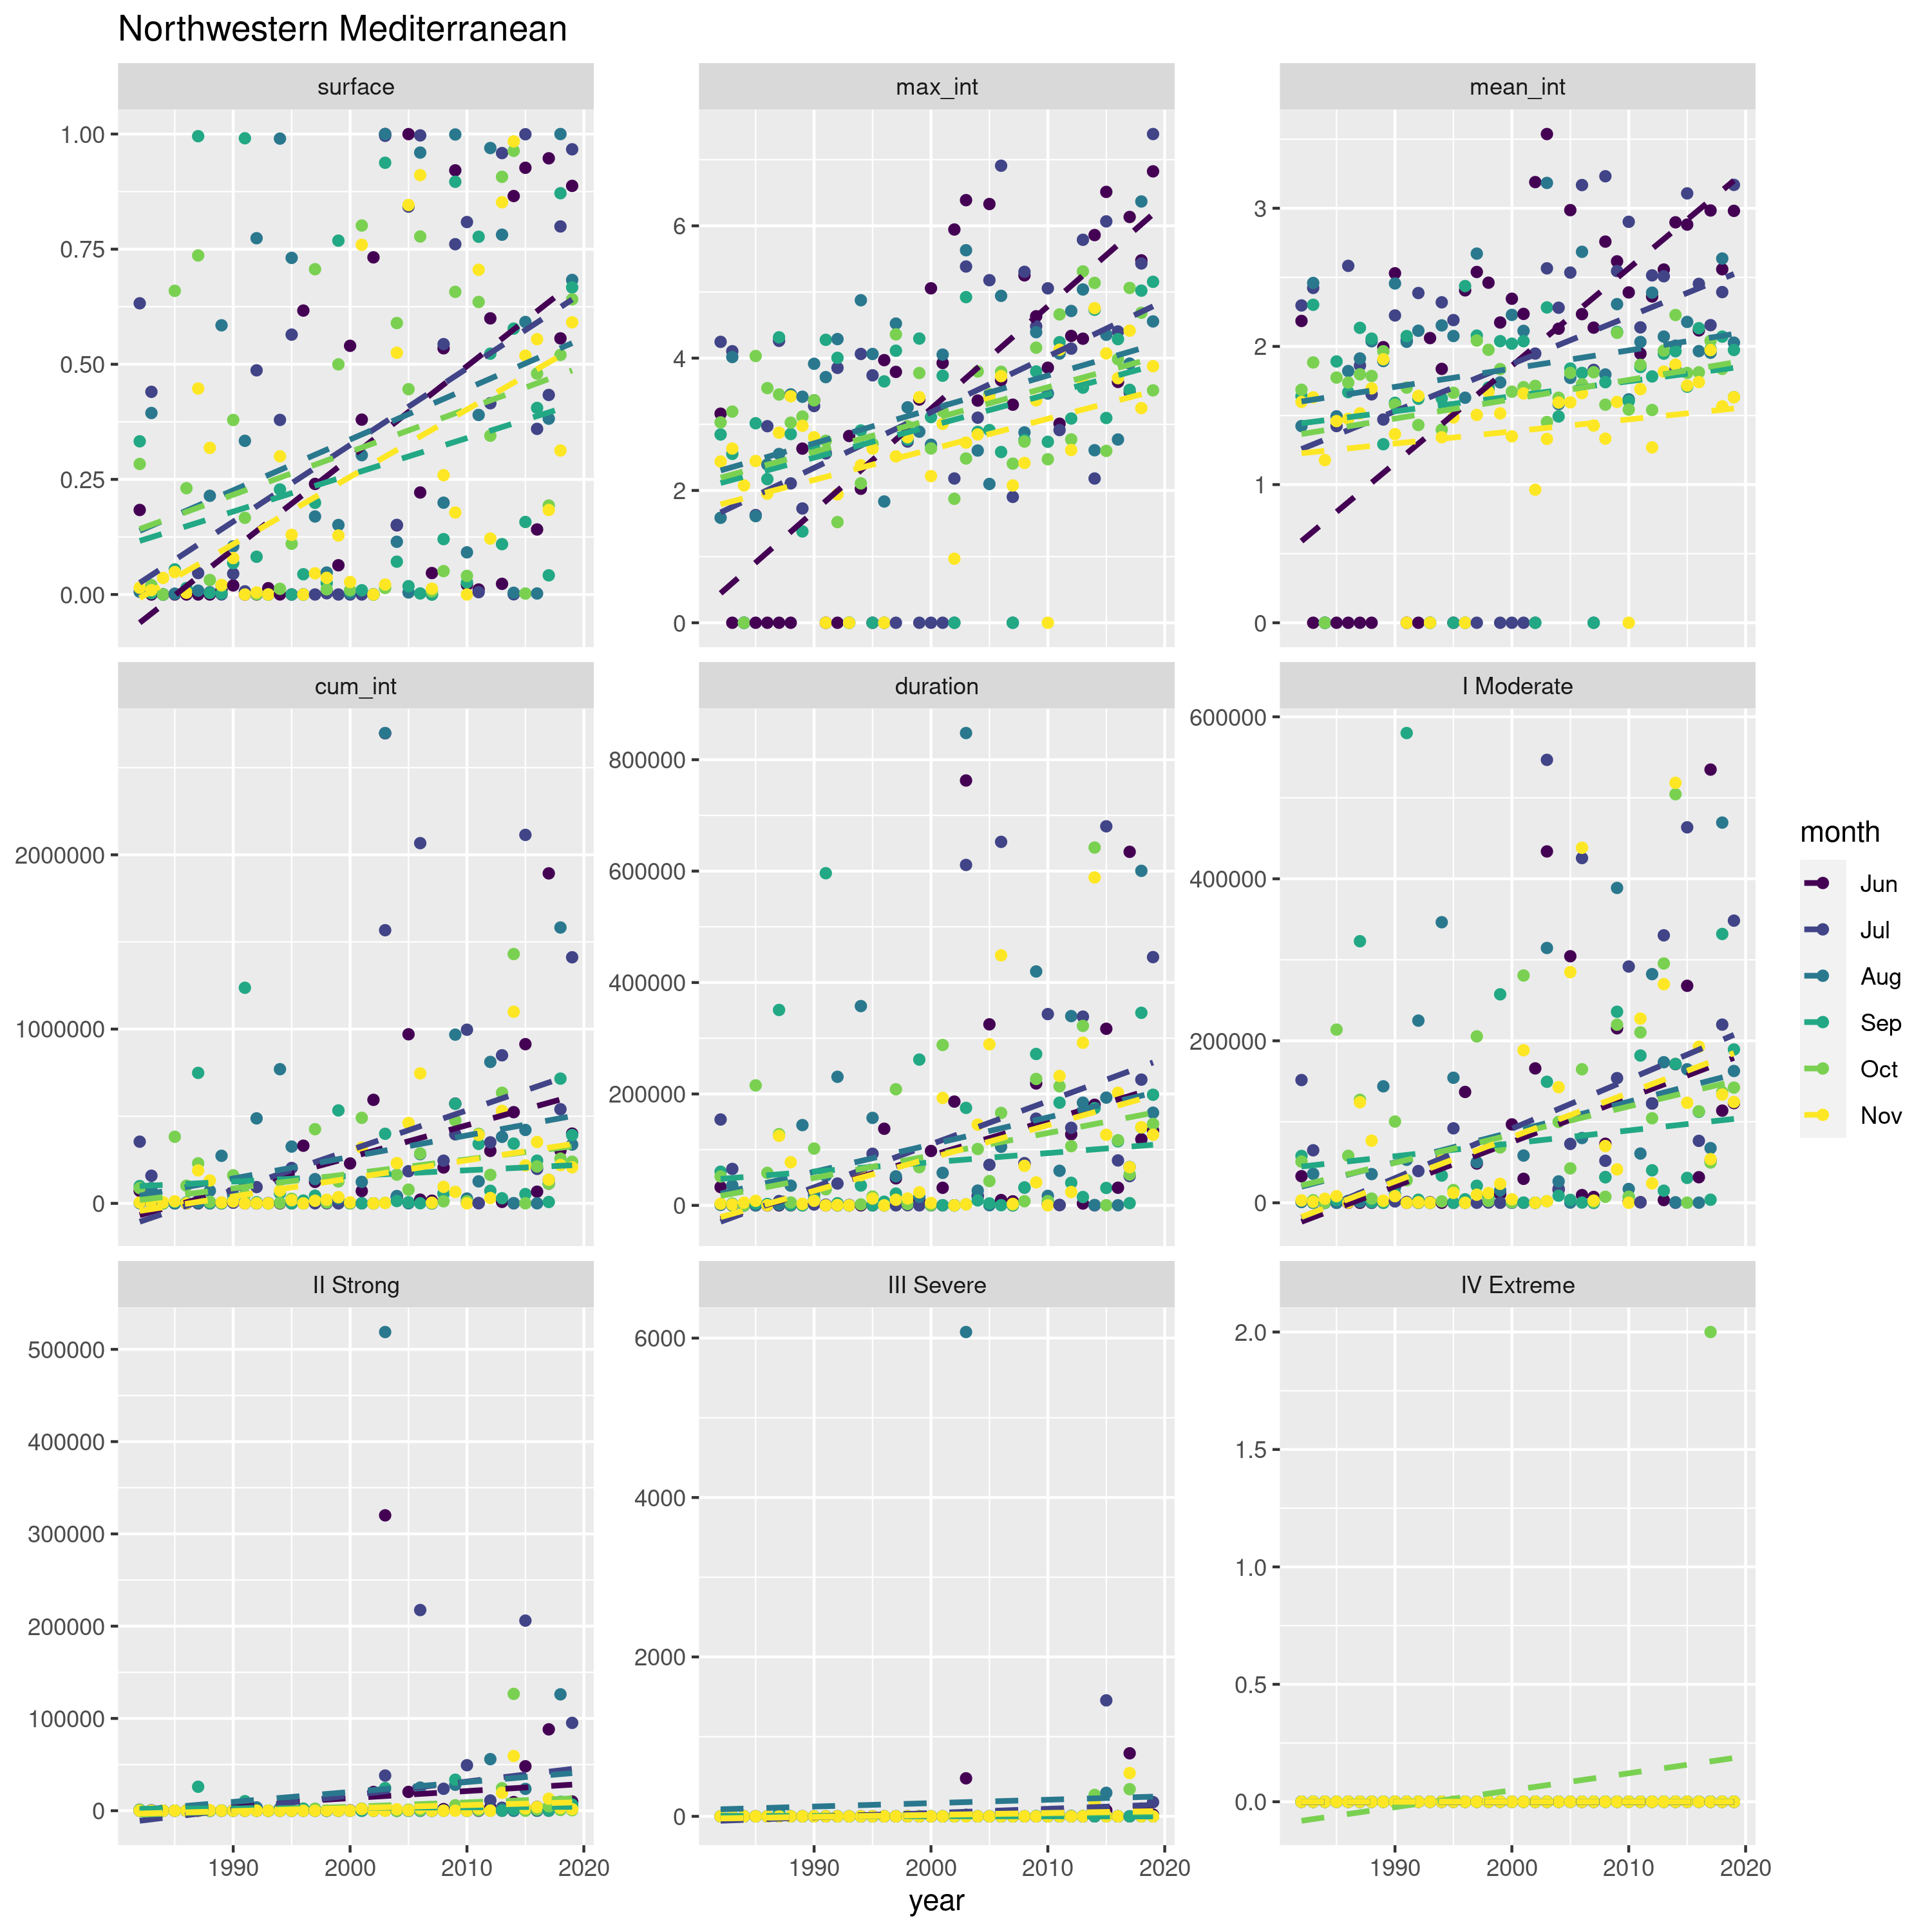 Northwestern Mediterranean
surface
max_int
mean_int
1.00
0.75
0.50
0.25
0.00
6
4
2
0
3
2
1
0
cum_int
duration
I Moderate
2000000
1000000
0
800000
600000
400000
200000
0
600000
400000
200000
0
II Strong
III Severe
IV Extreme
500000
400000
300000
200000
100000
0
6000
4000
2000
0
2.0
1.5
1.0
0.5
0.0
1990 2000 2010 2020
1990 2000 2010 2020
1990 2000 2010 2020
year
month
Jun
Jul
Aug
Sep
Oct
Nov